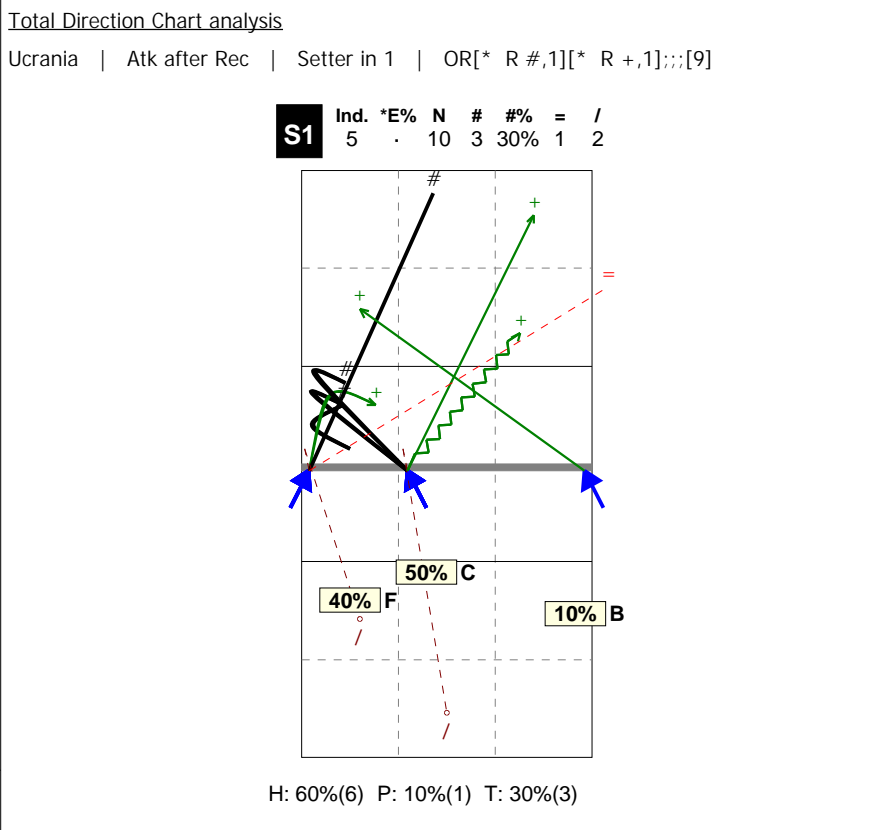 Total Direction Chart analysis
Ucrania | Atk after Rec | Setter in 1 | OR[* R #,1][* R +,1];;;[9]
S1
Ind. *E% N # #% = /
5 . 10 3 30% 1 2
#
+
=
+
+
#
+
50% C
40% F
10% B
/
/
H: 60%(6) P: 10%(1) T: 30%(3)